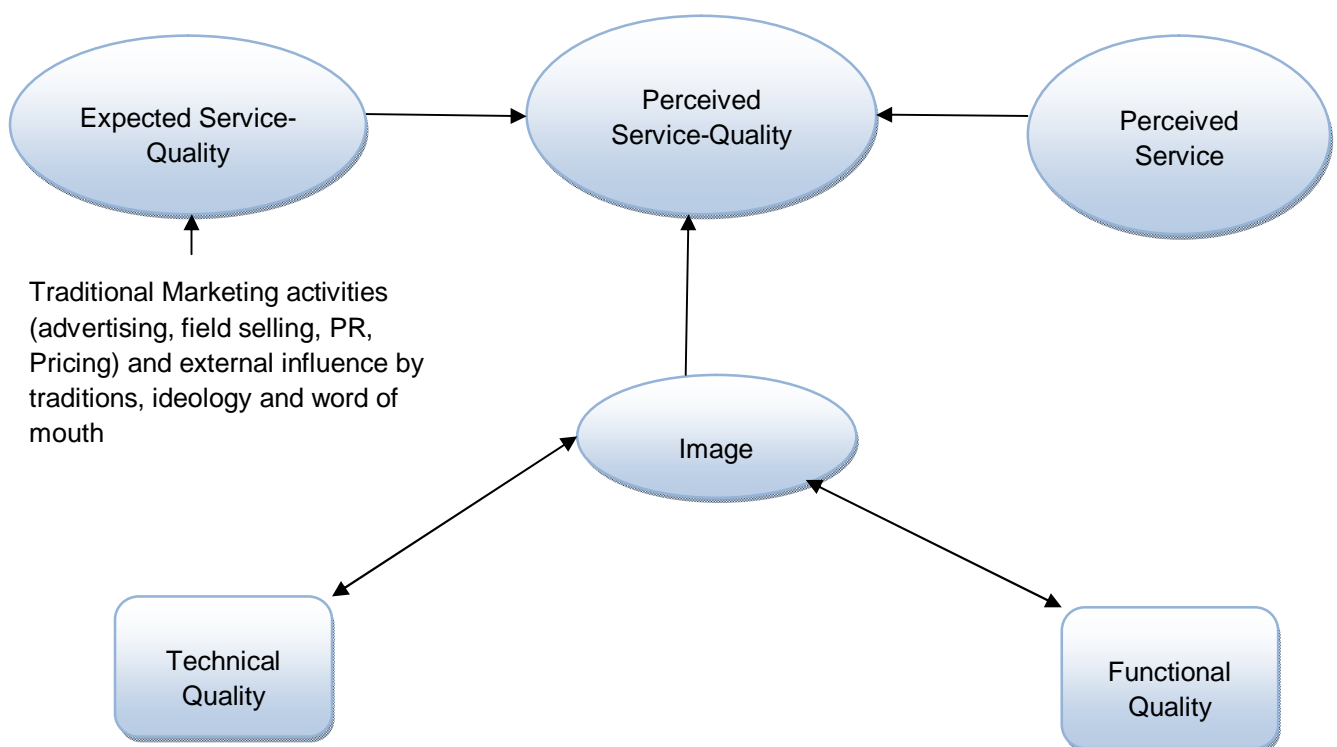 Expected Service-
Quality
Perceived
Service-Quality
Perceived
Service
Traditional Marketing activities
(advertising, field selling, PR,
Pricing) and external influence by
traditions, ideology and word of
mouth
Image
Technical
Quality
Functional
Quality